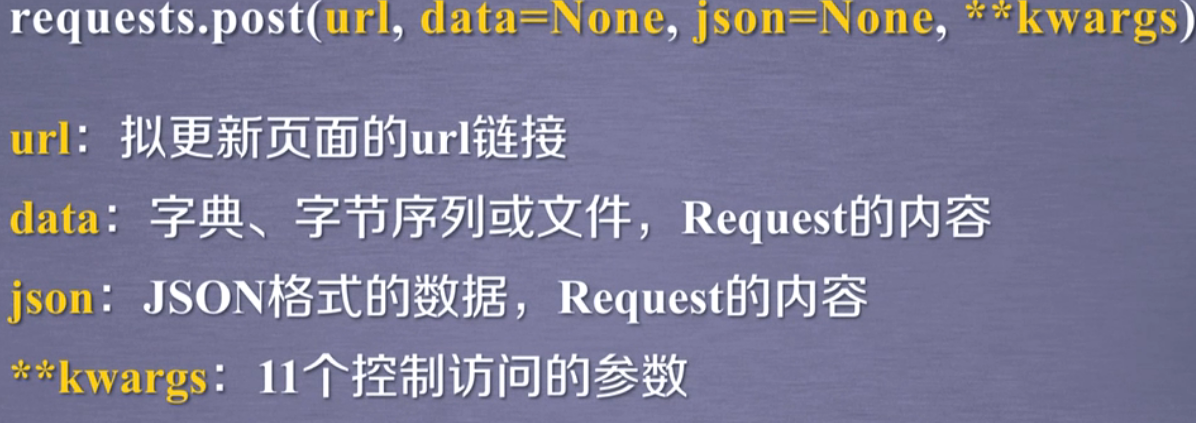 requests.post(url, data=None, json=None, **kwargs)
url：拟更新页面的url链接
data：字典、字节序列或文件，Request的内容
json：JSON格式的数据，Request的内容
**kwargs：11个控制访问的参数